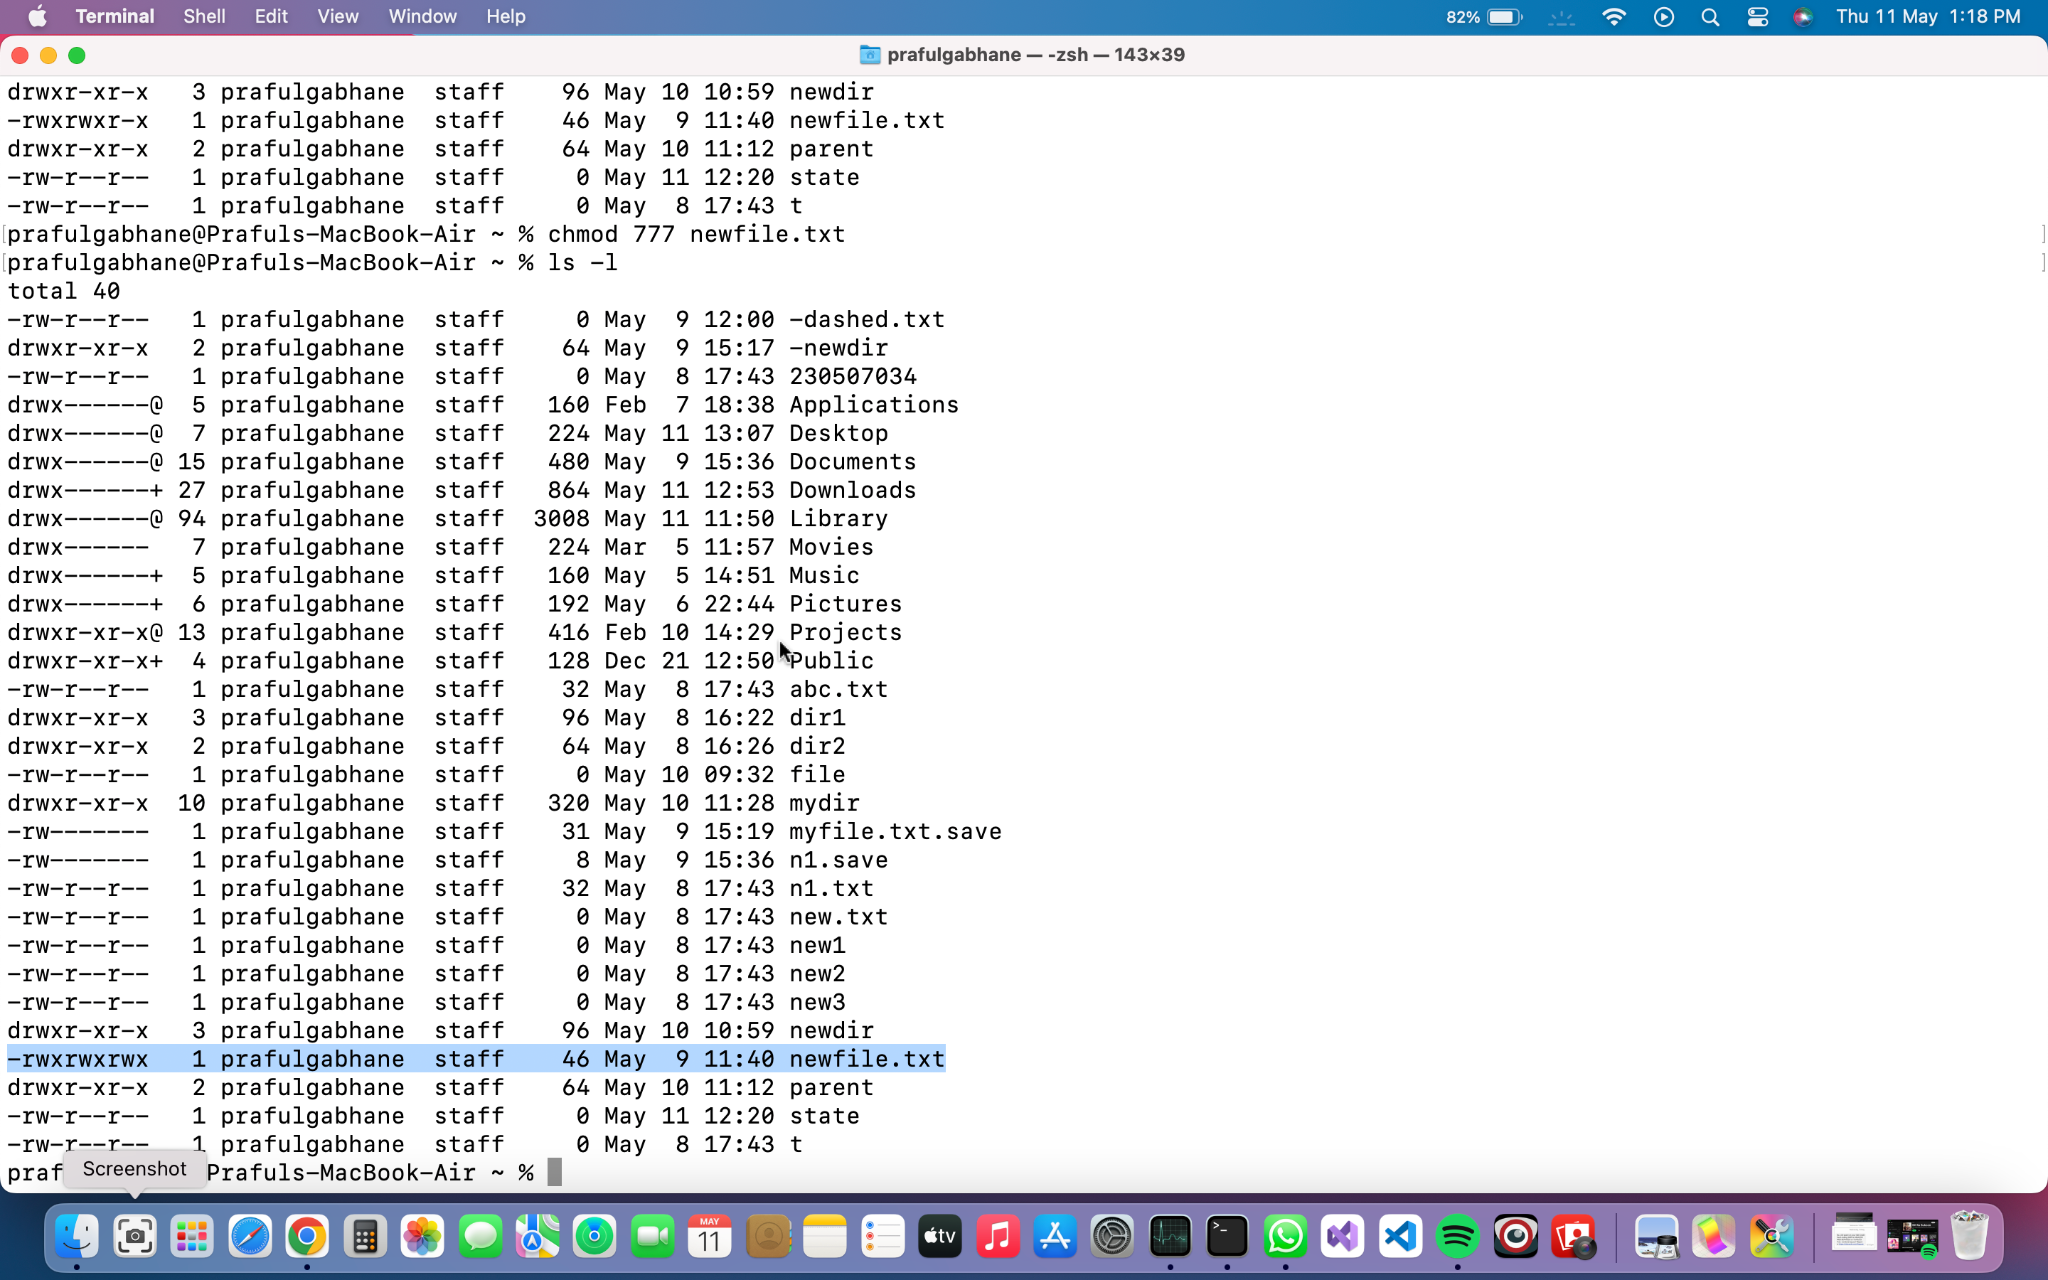 Terminal Shell Edit View Window Help 82% Thu 11 May 1:18 PM
prafulgabhane — -zsh — 143×39
drwxr-xr-x   3 prafulgabhane  staff    96 May 10 10:59 newdir
-rwxrwxr-x   1 prafulgabhane  staff    46 May  9 11:40 newfile.txt
drwxr-xr-x   2 prafulgabhane  staff    64 May 10 11:12 parent
-rw-r--r--   1 prafulgabhane  staff     0 May 11 12:20 state
-rw-r--r--   1 prafulgabhane  staff     0 May  8 17:43 t
[prafulgabhane@Prafuls-MacBook-Air ~ % chmod 777 newfile.txt ]
[prafulgabhane@Prafuls-MacBook-Air ~ % ls -l ]
total 40
-rw-r--r--   1 prafulgabhane  staff     0 May  9 12:00 -dashed.txt
drwxr-xr-x   2 prafulgabhane  staff    64 May  9 15:17 -newdir
-rw-r--r--   1 prafulgabhane  staff     0 May  8 17:43 230507034
drwx------@  5 prafulgabhane  staff   160 Feb  7 18:38 Applications
drwx------@  7 prafulgabhane  staff   224 May 11 13:07 Desktop
drwx------@ 15 prafulgabhane  staff   480 May  9 15:36 Documents
drwx------+ 27 prafulgabhane  staff   864 May 11 12:53 Downloads
drwx------@ 94 prafulgabhane  staff  3008 May 11 11:50 Library
drwx------   7 prafulgabhane  staff   224 Mar  5 11:57 Movies
drwx------+  5 prafulgabhane  staff   160 May  5 14:51 Music
drwx------+  6 prafulgabhane  staff   192 May  6 22:44 Pictures
drwxr-xr-x@ 13 prafulgabhane  staff   416 Feb 10 14:29 Projects
drwxr-xr-x+  4 prafulgabhane  staff   128 Dec 21 12:50 Public
-rw-r--r--   1 prafulgabhane  staff    32 May  8 17:43 abc.txt
drwxr-xr-x   3 prafulgabhane  staff    96 May  8 16:22 dir1
drwxr-xr-x   2 prafulgabhane  staff    64 May  8 16:26 dir2
-rw-r--r--   1 prafulgabhane  staff     0 May 10 09:32 file
drwxr-xr-x  10 prafulgabhane  staff   320 May 10 11:28 mydir
-rw-------   1 prafulgabhane  staff    31 May  9 15:19 myfile.txt.save
-rw-------   1 prafulgabhane  staff     8 May  9 15:36 n1.save
-rw-r--r--   1 prafulgabhane  staff    32 May  8 17:43 n1.txt
-rw-r--r--   1 prafulgabhane  staff     0 May  8 17:43 new.txt
-rw-r--r--   1 prafulgabhane  staff     0 May  8 17:43 new1
-rw-r--r--   1 prafulgabhane  staff     0 May  8 17:43 new2
-rw-r--r--   1 prafulgabhane  staff     0 May  8 17:43 new3
drwxr-xr-x   3 prafulgabhane  staff    96 May 10 10:59 newdir
-rwxrwxrwx   1 prafulgabhane  staff    46 May  9 11:40 newfile.txt
drwxr-xr-x   2 prafulgabhane  staff    64 May 10 11:12 parent
-rw-r--r--   1 prafulgabhane  staff     0 May 11 12:20 state
-rw-r--r--   1 prafulgabhane  staff     0 May  8 17:43 t
praf Prafuls-MacBook-Air ~ %
Screenshot
MAY
11
tv